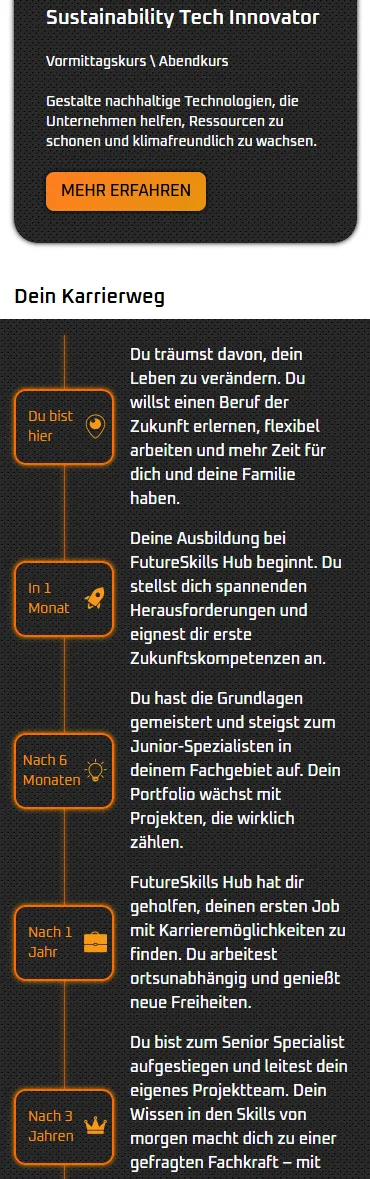 Sustainability Tech Innovator
Vormittagskurs \ Abendkurs
Gestalte nachhaltige Technologien, die
Unternehmen helfen, Ressourcen zu
schonen und klimafreundlich zu wachsen.
MEHR ERFAHREN
Dein Karrierweg
Du bist
hier
Du träumst davon, dein
Leben zu verändern. Du
willst einen Beruf der
Zukunft erlernen, flexibel
arbeiten und mehr Zeit für
dich und deine Familie
haben.
In 1
Monat
Deine Ausbildung bei
FutureSkills Hub beginnt. Du
stellst dich spannenden
Herausforderungen und
eignest dir erste
Zukunftskompetenzen an.
Nach 6
Monaten
Du hast die Grundlagen
gemeistert und steigst zum
Junior-Spezialisten in
deinem Fachgebiet auf. Dein
Portfolio wächst mit
Projekten, die wirklich
zählen.
Nach 1
Jahr
FutureSkills Hub hat dir
geholfen, deinen ersten Job
mit Karrieremöglichkeiten zu
finden. Du arbeitest
ortsunabhängig und genießt
neue Freiheiten.
Nach 3
Jahren
Du bist zum Senior Specialist
aufgestiegen und leitest dein
eigenes Projektteam. Dein
Wissen in den Skills von
morgen macht dich zu einer
gefragten Fachkraft – mit